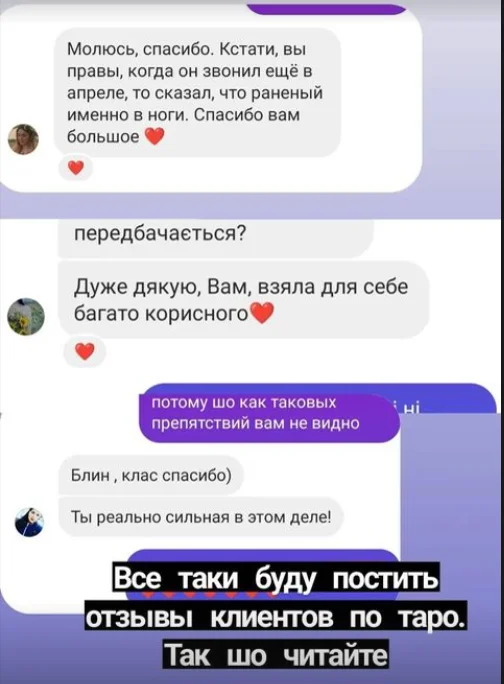 Молюсь, спасибо. Кстати, вы
правы, когда он звонил ещё в
апреле, то сказал, что раненый
именно в ноги. Спасибо вам
большое ❤️
❤️
передбачається?
Дуже дякую, Вам, взяла для себе
багато корисного❤️
❤️
потому шо как таковых
препятствий вам не видно
і ні
Блин , клас спасибо)
Ты реально сильная в этом деле!
Все таки буду постить
отзывы клиентов по таро.
Так шо читайте